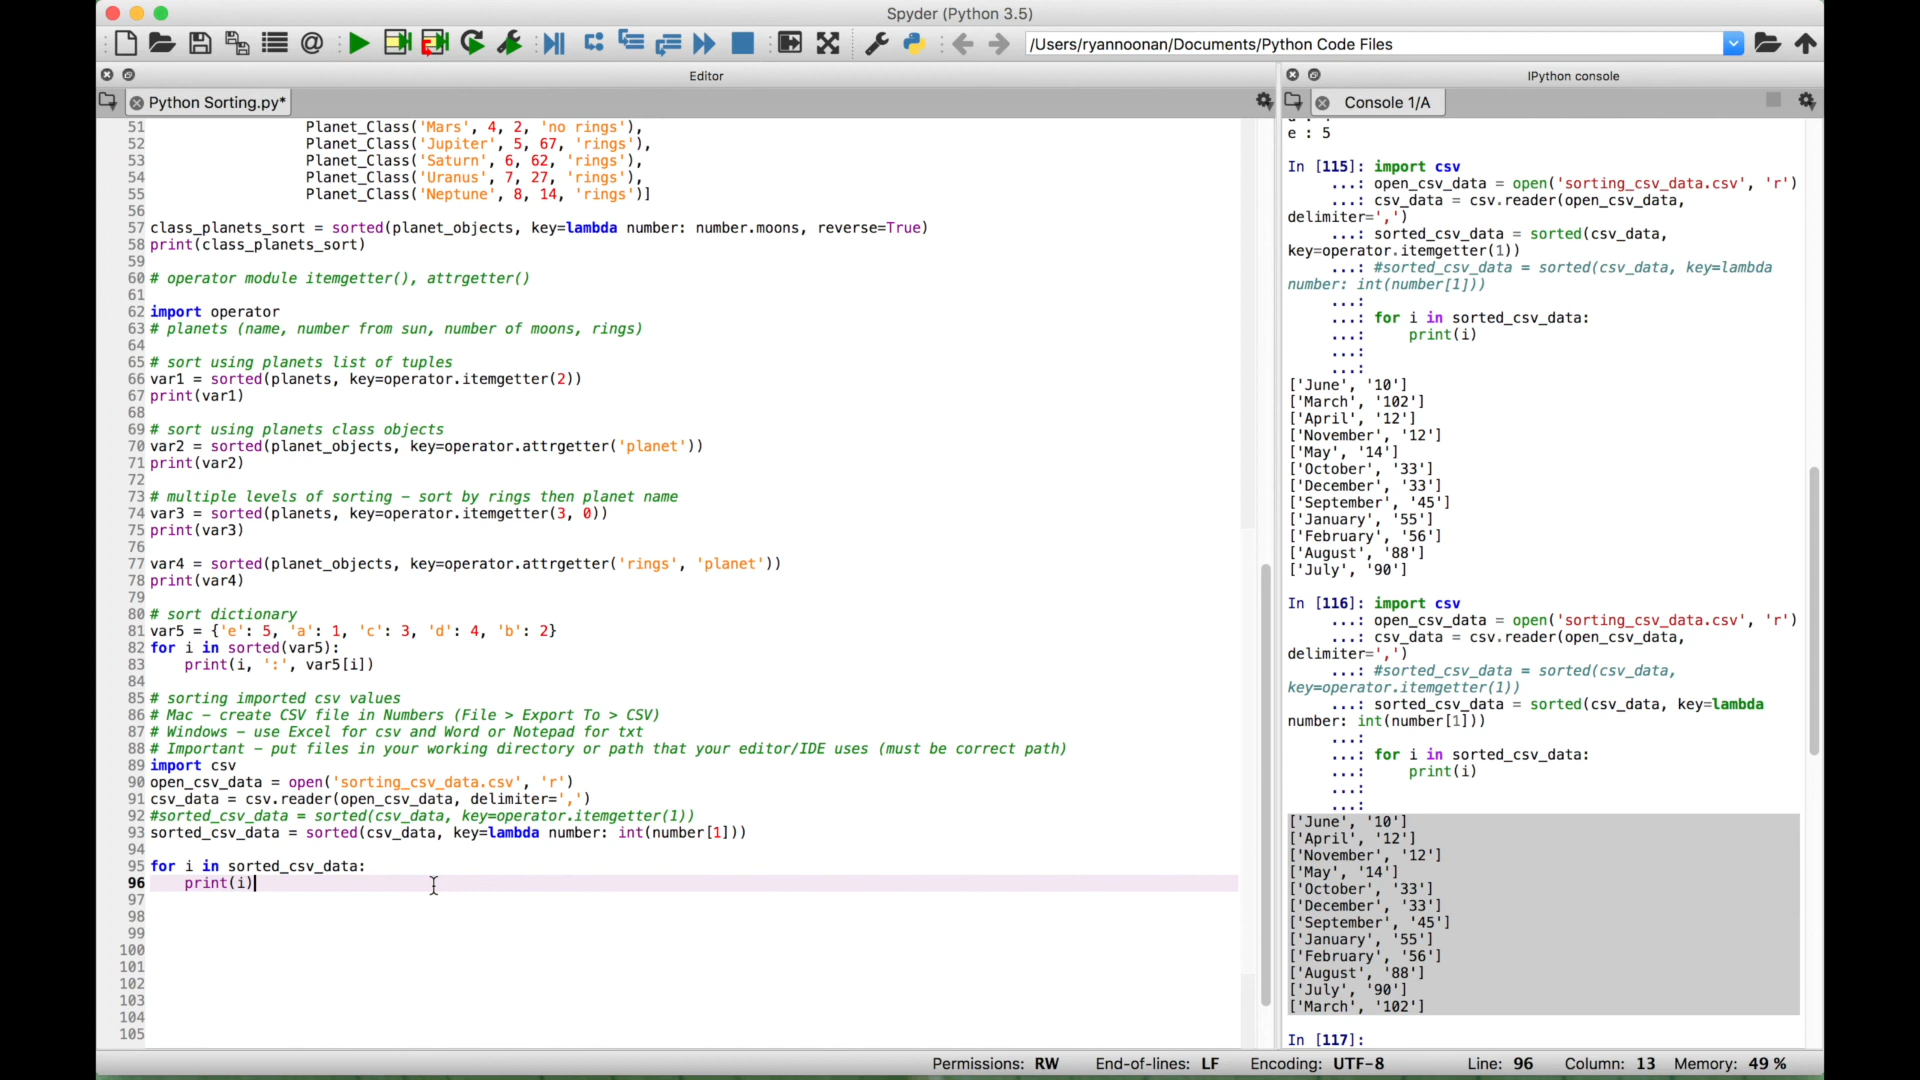 Spyder (Python 3.5)
/Users/ryannoonan/Documents/Python Code Files
Editor
IPython console
Python Sorting.py*
Console 1/A
51 Planet_Class('Mars', 4, 2, 'no rings'),
52 Planet_Class('Jupiter', 5, 67, 'rings'),
53 Planet_Class('Saturn', 6, 62, 'rings'),
54 Planet_Class('Uranus', 7, 27, 'rings'),
55 Planet_Class('Neptune', 8, 14, 'rings')]
56
57 class_planets_sort = sorted(planet_objects, key=lambda number: number.moons, reverse=True)
58 print(class_planets_sort)
59
60 # operator module itemgetter(), attrgetter()
61
62 import operator
63 # planets (name, number from sun, number of moons, rings)
64
65 # sort using planets list of tuples
66 var1 = sorted(planets, key=operator.itemgetter(2))
67 print(var1)
68
69 # sort using planets class objects
70 var2 = sorted(planet_objects, key=operator.attrgetter('planet'))
71 print(var2)
72
73 # multiple levels of sorting – sort by rings then planet name
74 var3 = sorted(planets, key=operator.itemgetter(3, 0))
75 print(var3)
76
77 var4 = sorted(planet_objects, key=operator.attrgetter('rings', 'planet'))
78 print(var4)
79
80 # sort dictionary
81 var5 = {'e': 5, 'a': 1, 'c': 3, 'd': 4, 'b': 2}
82 for i in sorted(var5):
83 print(i, ':', var5[i])
84
85 # sorting imported csv values
86 # Mac – create CSV file in Numbers (File > Export To > CSV)
87 # Windows – use Excel for csv and Word or Notepad for txt
88 # Important – put files in your working directory or path that your editor/IDE uses (must be correct path)
89 import csv
90 open_csv_data = open('sorting_csv_data.csv', 'r')
91 csv_data = csv.reader(open_csv_data, delimiter=',')
92 #sorted_csv_data = sorted(csv_data, key=operator.itemgetter(1))
93 sorted_csv_data = sorted(csv_data, key=lambda number: int(number[1]))
94
95 for i in sorted_csv_data:
96 print(i)
97
98
99
100
101
102
103
104
105
e : 5
In [115]: import csv
...: open_csv_data = open('sorting_csv_data.csv', 'r')
...: csv_data = csv.reader(open_csv_data,
delimiter=',')
...: sorted_csv_data = sorted(csv_data,
key=operator.itemgetter(1))
...: #sorted_csv_data = sorted(csv_data, key=lambda
number: int(number[1]))
...:
...: for i in sorted_csv_data:
...: print(i)
...:
...:
['June', '10']
['March', '102']
['April', '12']
['November', '12']
['May', '14']
['October', '33']
['December', '33']
['September', '45']
['January', '55']
['February', '56']
['August', '88']
['July', '90']
In [116]: import csv
...: open_csv_data = open('sorting_csv_data.csv', 'r')
...: csv_data = csv.reader(open_csv_data,
delimiter=',')
...: #sorted_csv_data = sorted(csv_data,
key=operator.itemgetter(1))
...: sorted_csv_data = sorted(csv_data, key=lambda
number: int(number[1]))
...:
...: for i in sorted_csv_data:
...: print(i)
...:
...:
['June', '10']
['April', '12']
['November', '12']
['May', '14']
['October', '33']
['December', '33']
['September', '45']
['January', '55']
['February', '56']
['August', '88']
['July', '90']
['March', '102']
In [117]:
Permissions: RW End-of-lines: LF Encoding: UTF-8 Line: 96 Column: 13 Memory: 49 %